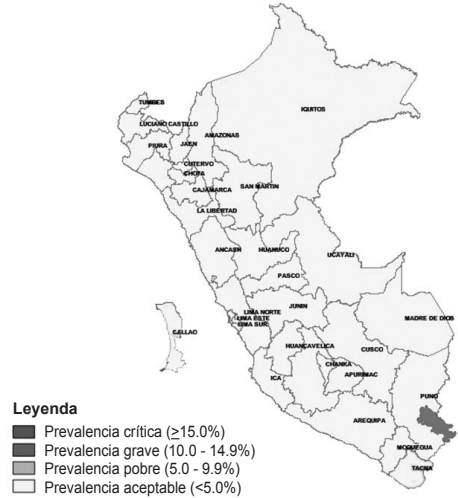 TUMBES
IQUITOS
LUCIANO CASTILLO
AMAZONAS
PIURA
JAEN
CUTERVO
CHOTA
CAJAMARCA
SAN MARTIN
LA LIBERTAD
ANCASH
HUANUCO
UCAYALI
PASCO
LIMA NORTE
JUNIN
LIMA ESTE
LIMA SUR
MADRE DE DIOS
CALLAO
HUANCAVELICA
CUSCO
CHANKA
APURIMAC
ICA
PUNO
AREQUIPA
MOQUEGUA
TACNA
Leyenda
Prevalencia crítica (≥15.0%)
Prevalencia grave (10.0 - 14.9%)
Prevalencia pobre (5.0 - 9.9%)
Prevalencia aceptable (<5.0%)